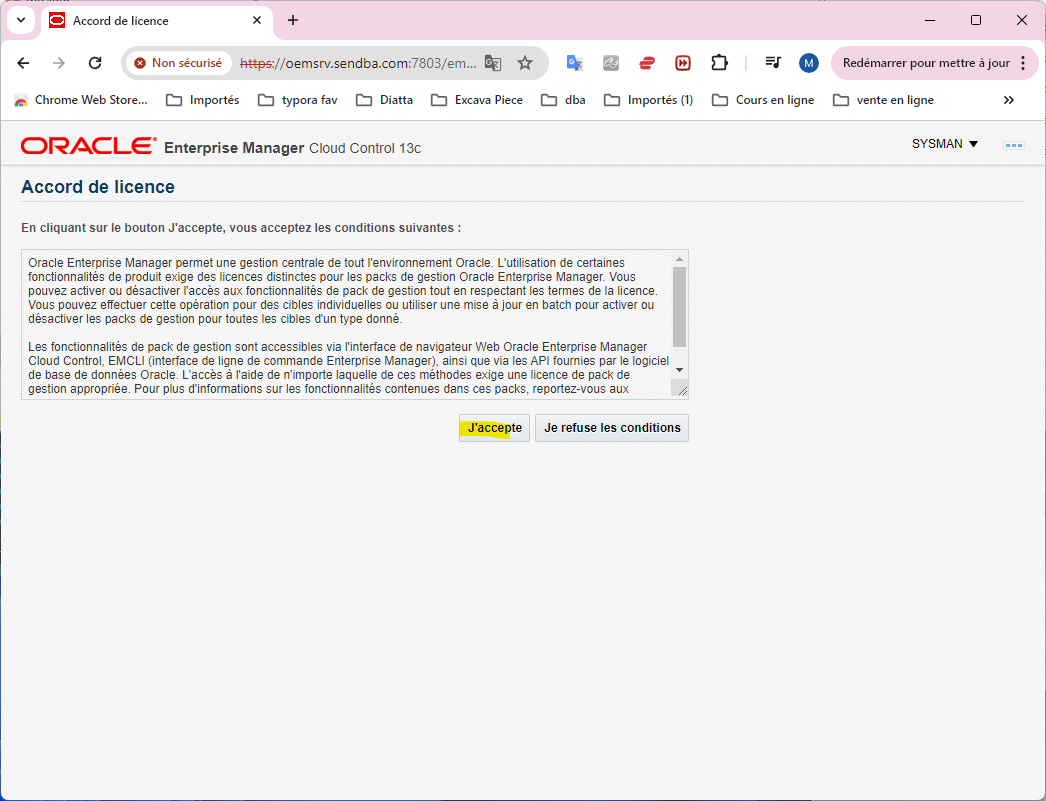 Accord de licence
Non sécurisé
https://oemsrv.sendba.com:7803/em...
M
Redémarrer pour mettre à jour
Chrome Web Store...
Importés
typora fav
Diatta
Excava Piece
dba
Importés (1)
Cours en ligne
vente en ligne
ORACLE® Enterprise Manager Cloud Control 13c
SYSMAN
Accord de licence
En cliquant sur le bouton J'accepte, vous acceptez les conditions suivantes :
Oracle Enterprise Manager permet une gestion centrale de tout l'environnement Oracle. L'utilisation de certaines
fonctionnalités de produit exige des licences distinctes pour les packs de gestion Oracle Enterprise Manager. Vous
pouvez activer ou désactiver l'accès aux fonctionnalités de pack de gestion tout en respectant les termes de la licence.
Vous pouvez effectuer cette opération pour des cibles individuelles ou utiliser une mise à jour en batch pour activer ou
désactiver les packs de gestion pour toutes les cibles d'un type donné.
Les fonctionnalités de pack de gestion sont accessibles via l'interface de navigateur Web Oracle Enterprise Manager
Cloud Control, EMCLI (interface de ligne de commande Enterprise Manager), ainsi que via les API fournies par le logiciel
de base de données Oracle. L'accès à l'aide de n'importe laquelle de ces méthodes exige une licence de pack de
gestion appropriée. Pour plus d'informations sur les fonctionnalités contenues dans ces packs, reportez-vous aux
J'accepte
Je refuse les conditions